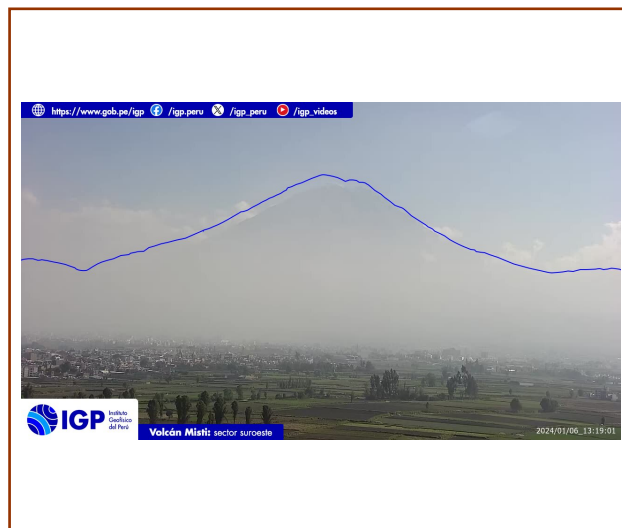 https://www.gob.pe/igp /igp.peru /igp_peru /igp_videos
IGP Instituto
Geofísico
del Perú
Volcán Misti: sector suroeste
2024/01/06_13:19:01